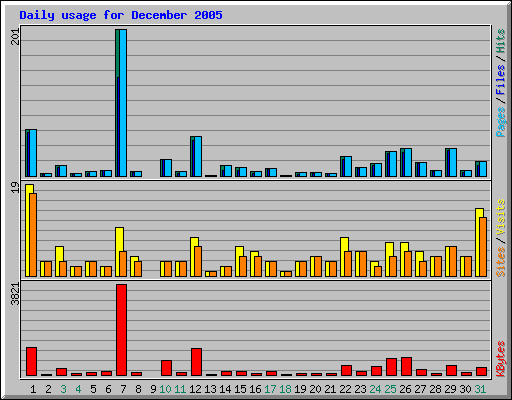 Daily usage for December 2005
201
Pages / Files / Hits
19
Sites / Visits
3821
KBytes
1 2 3 4 5 6 7 8 9 10 11 12 13 14 15 16 17 18 19 20 21 22 23 24 25 26 27 28 29 30 31